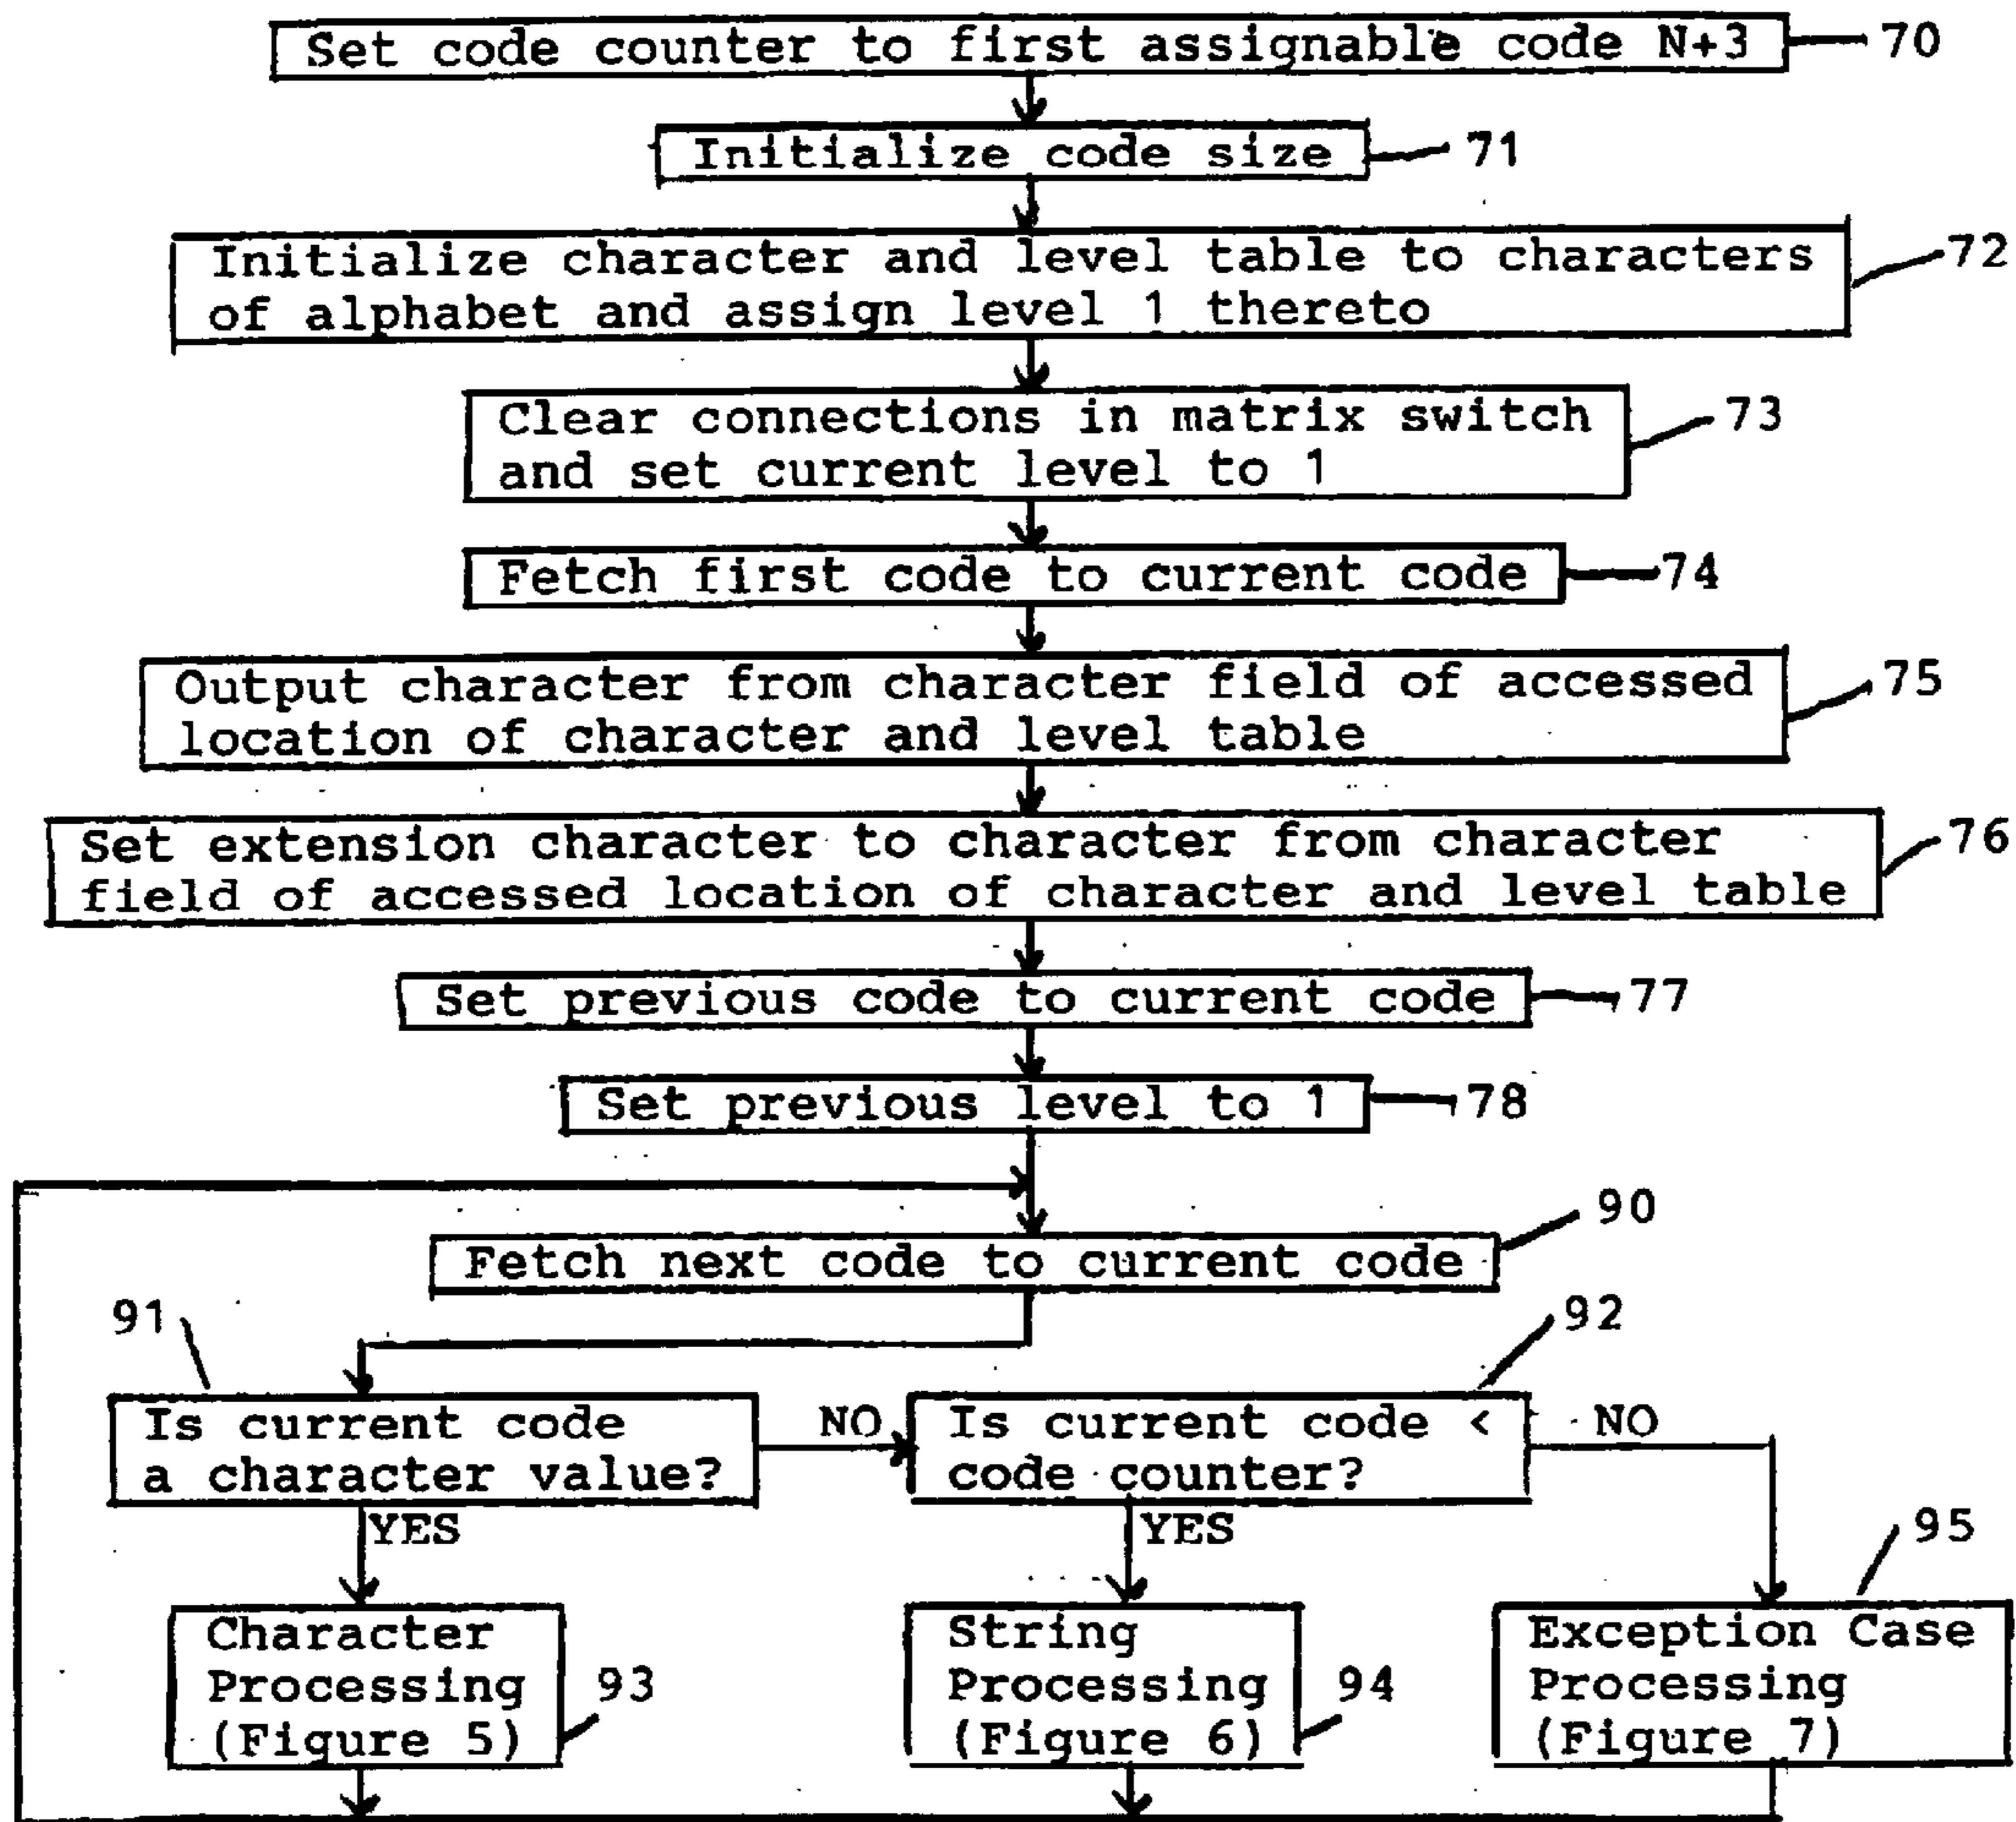 Set code counter to first assignable code N+3 70
Initialize code size 71
Initialize character and level table to characters 72
of alphabet and assign level 1 thereto
Clear connections in matrix switch 73
and set current level to 1
Fetch first code to current code 74
Output character from character field of accessed 75
location of character and level table
Set extension character to character from character 76
field of accessed location of character and level table
Set previous code to current code 77
Set previous level to 1 78
90
Fetch next code to current code
91 92
Is current code NO Is current code < NO
a character value? code counter?
YES YES 95
Character String Exception Case
Processing 93 Processing 94 Processing
(Figure 5) (Figure 6) (Figure 7)